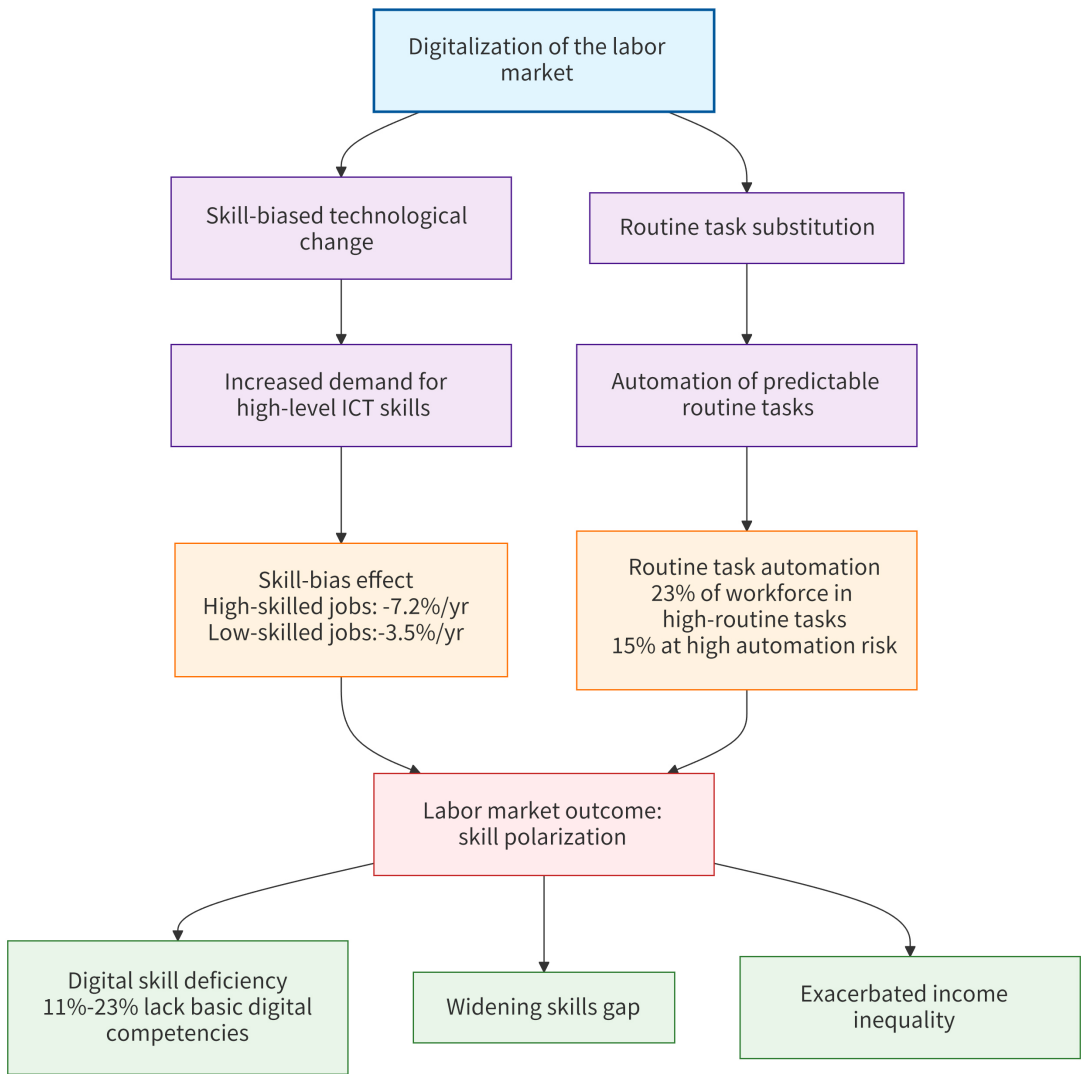 Digitalization of the labor
market
Skill-biased technological
change
Routine task substitution
Increased demand for
high-level ICT skills
Automation of predictable
routine tasks
Skill-bias effect
High-skilled jobs: -7.2%/yr
Low-skilled jobs:-3.5%/yr
Routine task automation
23% of workforce in
high-routine tasks
15% at high automation risk
Labor market outcome:
skill polarization
Digital skill deficiency
11%-23% lack basic digital
competencies
Widening skills gap
Exacerbated income
inequality